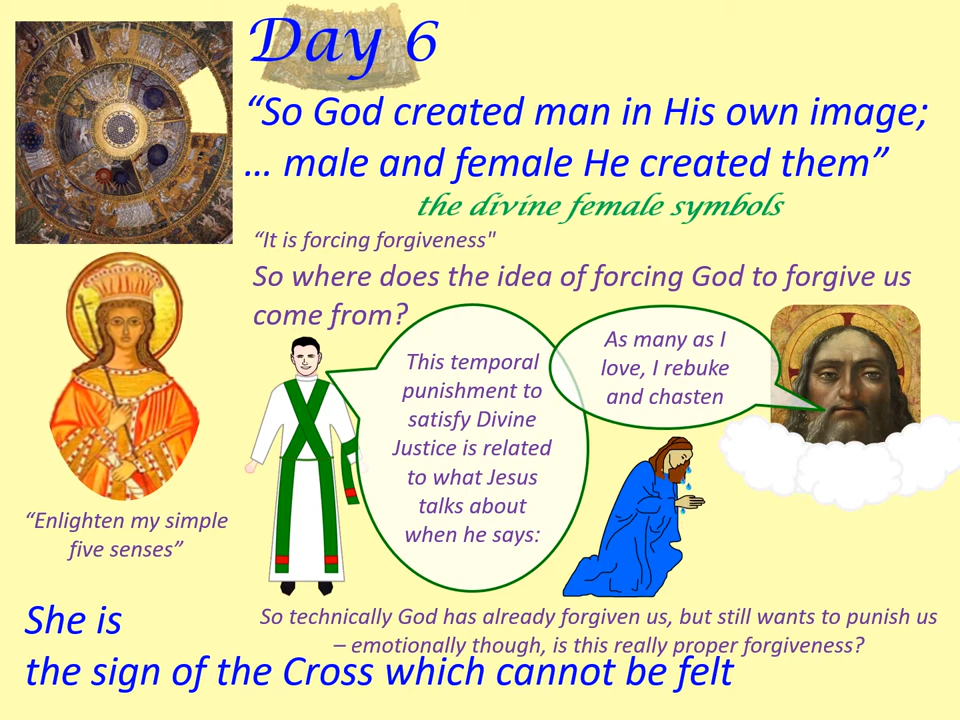 Day 6
“So God created man in His own image;
... male and female He created them”
the divine female symbols
“It is forcing forgiveness"
So where does the idea of forcing God to forgive us
come from?
This temporal
punishment to
satisfy Divine
Justice is related
to what Jesus
talks about
when he says:
As many as I
love, I rebuke
and chasten
“Enlighten my simple
five senses”
So technically God has already forgiven us, but still wants to punish us
– emotionally though, is this really proper forgiveness?
She is
the sign of the Cross which cannot be felt